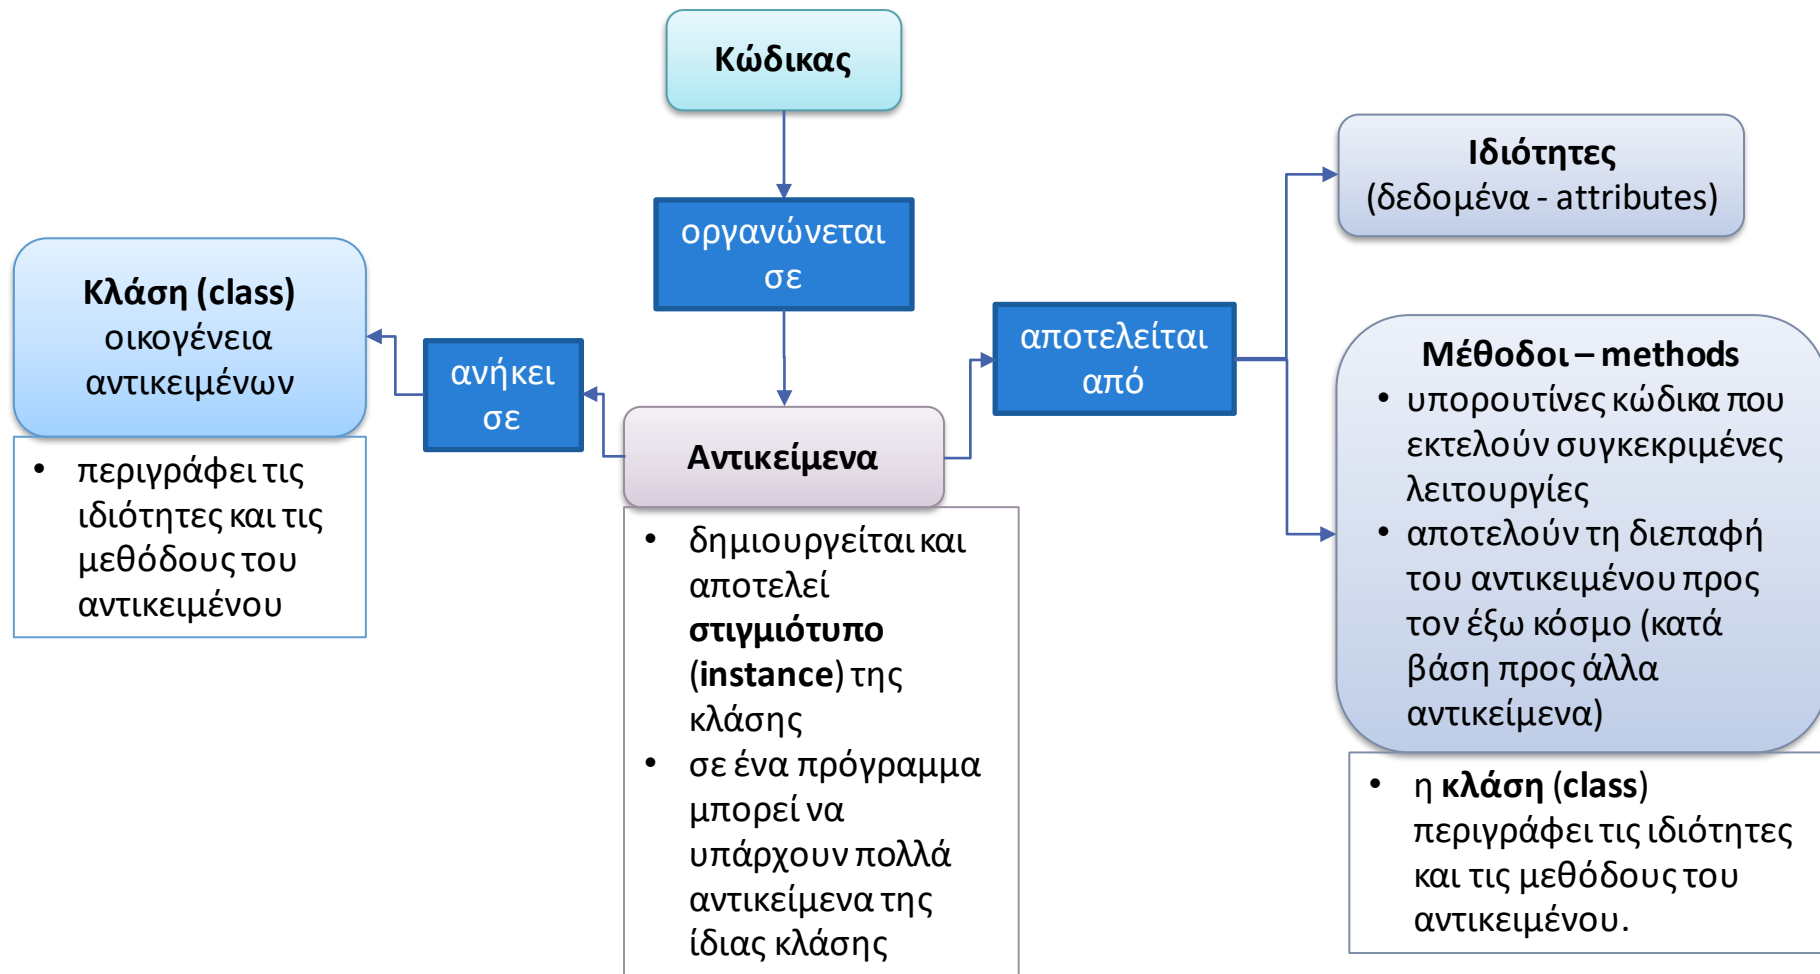 Κώδικας
οργανώνεται
σε
Ιδιότητες
(δεδομένα - attributes)
Κλάση (class)
οικογένεια
αντικειμένων
ανήκει
σε
αποτελείται
από
Αντικείμενα
Μέθοδοι – methods
• υπορουτίνες κώδικα που
εκτελούν συγκεκριμένες
λειτουργίες
• αποτελούν τη διεπαφή
του αντικειμένου προς
τον έξω κόσμο (κατά
βάση προς άλλα
αντικείμενα)
• περιγράφει τις
ιδιότητες και τις
μεθόδους του
αντικειμένου
• δημιουργείται και
αποτελεί
στιγμιότυπο
(instance) της
κλάσης
• σε ένα πρόγραμμα
μπορεί να
υπάρχουν πολλά
αντικείμενα της
ίδιας κλάσης
• η κλάση (class)
περιγράφει τις ιδιότητες
και τις μεθόδους του
αντικειμένου.